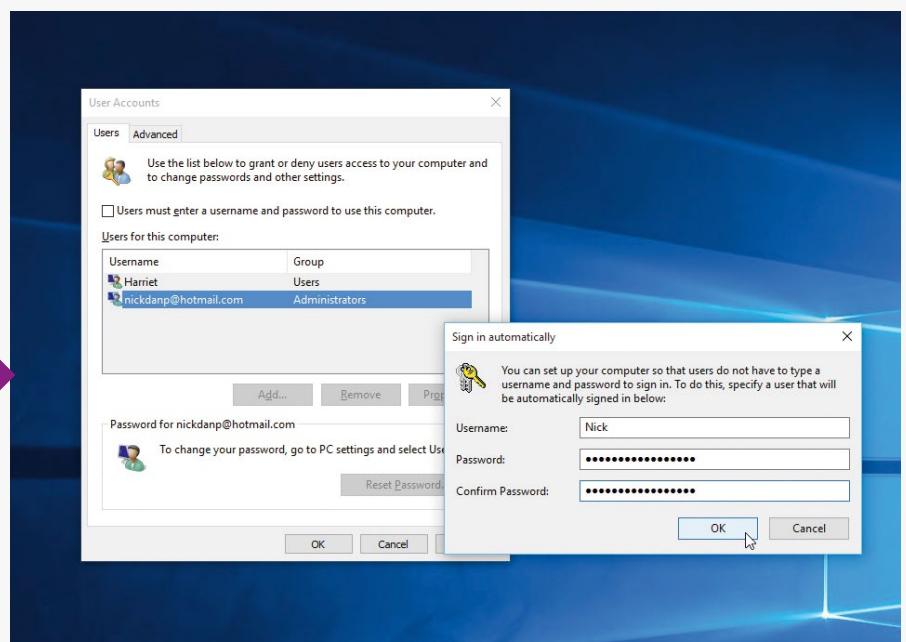 User Accounts
Users Advanced
Use the list below to grant or deny users access to your computer and
to change passwords and other settings.
Users must enter a username and password to use this computer.
Users for this computer:
Username Group
Harriet Users
nickdanp@hotmail.com Administrators
Add... Remove
Password for nickdanp@hotmail.com
To change your password, go to PC settings and select
Reset Password.
OK Cancel
Sign in automatically
You can set up your computer so that users do not have to type a
username and password to sign in. To do this, specify a user that will
be automatically signed in below:
Username: Nick
Password: ●●●●●●●●●●●●●●●●●
Confirm Password: ●●●●●●●●●●●●●●●●●
OK Cancel